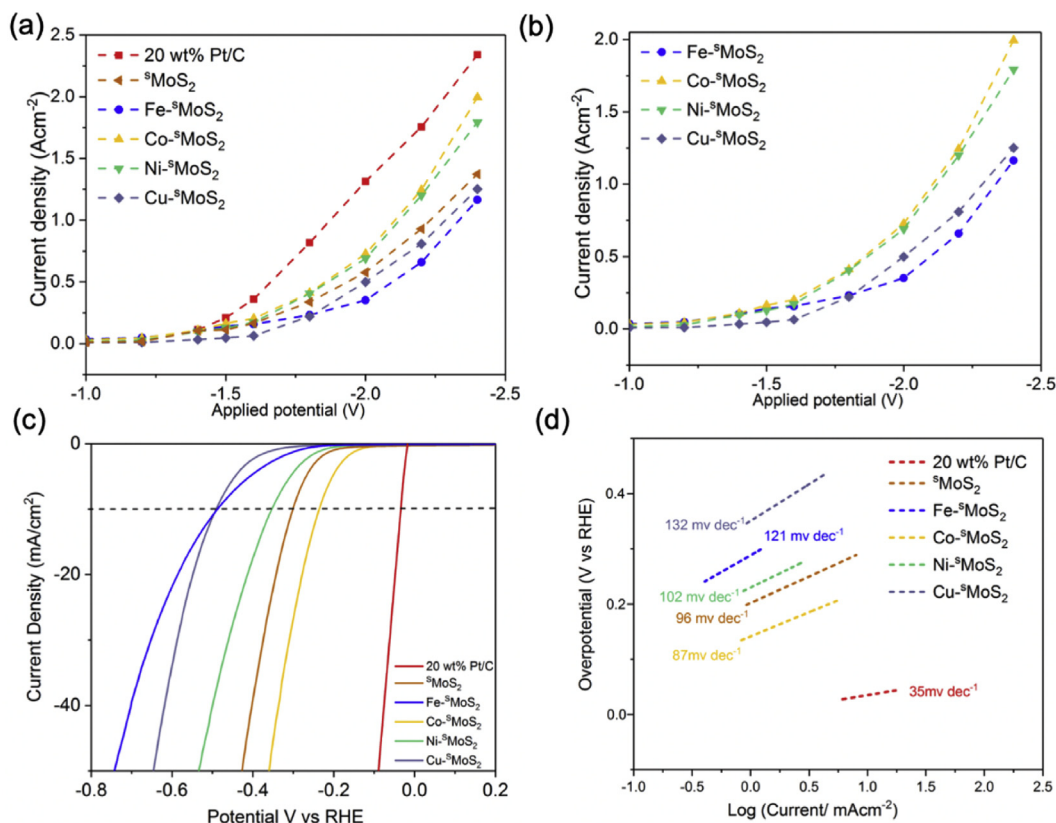 (a)
20 wt% Pt/C
ˢMoS₂
Fe-ˢMoS₂
Co-ˢMoS₂
Ni-ˢMoS₂
Cu-ˢMoS₂
Current density (Acm⁻²)
2.5
2.0
1.5
1.0
0.5
0.0
-1.0 -1.5 -2.0 -2.5
Applied potential (V)
(b)
Fe-ˢMoS₂
Co-ˢMoS₂
Ni-ˢMoS₂
Cu-ˢMoS₂
Current density (Acm⁻²)
2.0
1.5
1.0
0.5
0.0
-1.0 -1.5 -2.0 -2.5
Applied potential (V)
(c)
Current Density (mA/cm²)
0
-20
-40
20 wt% Pt/C
ˢMoS₂
Fe-ˢMoS₂
Co-ˢMoS₂
Ni-ˢMoS₂
Cu-ˢMoS₂
-0.8 -0.6 -0.4 -0.2 0.0 0.2
Potential V vs RHE
(d)
Overpotential (V vs RHE)
0.4
0.2
0.0
20 wt% Pt/C
ˢMoS₂
Fe-ˢMoS₂
Co-ˢMoS₂
Ni-ˢMoS₂
Cu-ˢMoS₂
132 mv dec⁻¹
121 mv dec⁻¹
102 mv dec⁻¹
96 mv dec⁻¹
87mv dec⁻¹
35mv dec⁻¹
-1.0 -0.5 0.0 0.5 1.0 1.5 2.0 2.5
Log (Current/ mAcm⁻²)